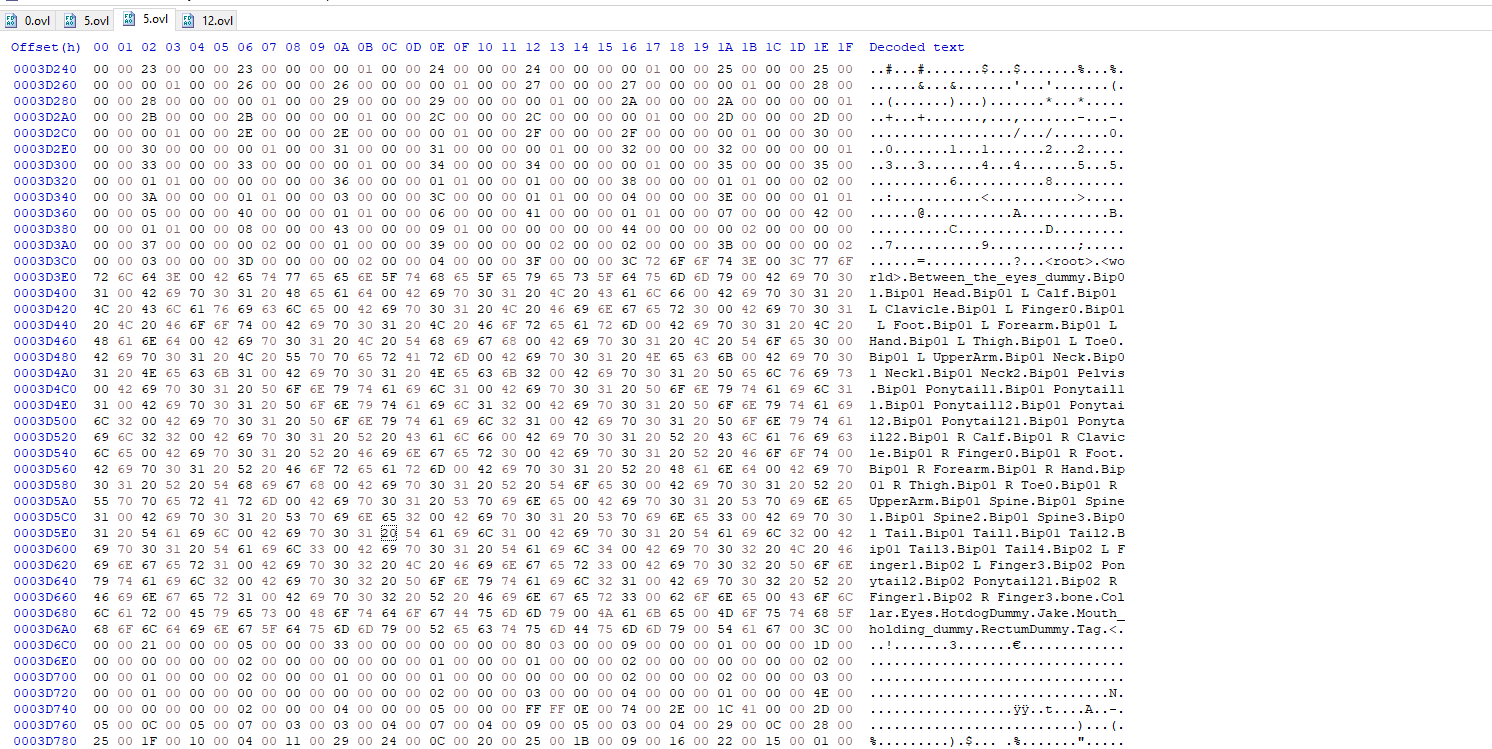 0.ovl 5.ovl 5.ovl 12.ovl
Offset(h) 00 01 02 03 04 05 06 07 08 09 0A 0B 0C 0D 0E 0F 10 11 12 13 14 15 16 17 18 19 1A 1B 1C 1D 1E 1F Decoded text
0003D240 00 00 23 00 00 00 23 00 00 00 00 01 00 00 24 00 00 00 24 00 00 00 00 01 00 00 25 00 00 00 25 00 ..#...#.......$...$.......%...%.
0003D260 00 00 00 01 00 00 26 00 00 00 26 00 00 00 00 01 00 00 27 00 00 00 27 00 00 00 00 01 00 00 28 00 ......&...&.......'...'.......(.
0003D280 00 00 28 00 00 00 00 01 00 00 29 00 00 00 29 00 00 00 00 01 00 00 2A 00 00 00 2A 00 00 00 00 01 ..(.......)...).......*...*.....
0003D2A0 00 00 2B 00 00 00 2B 00 00 00 00 01 00 00 2C 00 00 00 2C 00 00 00 00 01 00 00 2D 00 00 00 2D 00 ..+...+.......,...,.......-...-.
0003D2C0 00 00 00 01 00 00 2E 00 00 00 2E 00 00 00 00 01 00 00 2F 00 00 00 2F 00 00 00 00 01 00 00 30 00 ................../.../.......0.
0003D2E0 00 00 30 00 00 00 00 01 00 00 31 00 00 00 31 00 00 00 00 01 00 00 32 00 00 00 32 00 00 00 00 01 ..0.......1...1.......2...2.....
0003D300 00 00 33 00 00 00 33 00 00 00 00 01 00 00 34 00 00 00 34 00 00 00 00 01 00 00 35 00 00 00 35 00 ..3...3.......4...4.......5...5.
0003D320 00 00 01 01 00 00 00 00 00 00 36 00 00 00 01 01 00 00 01 00 00 00 38 00 00 00 01 01 00 00 02 00 ..........6...........8.........
0003D340 00 00 3A 00 00 00 01 01 00 00 03 00 00 00 3C 00 00 00 01 01 00 00 04 00 00 00 3E 00 00 00 01 01 ..:...........<...........>.....
0003D360 00 00 05 00 00 00 40 00 00 00 01 01 00 00 06 00 00 00 41 00 00 00 01 01 00 00 07 00 00 00 42 00 ......@...........A...........B.
0003D380 00 00 01 01 00 00 08 00 00 00 43 00 00 00 09 01 00 00 00 00 00 00 44 00 00 00 00 02 00 00 00 00 ..........C...........D.........
0003D3A0 00 00 37 00 00 00 00 02 00 00 01 00 00 00 39 00 00 00 00 02 00 00 02 00 00 00 3B 00 00 00 00 02 ..7...........9...........;.....
0003D3C0 00 00 03 00 00 00 3D 00 00 00 00 02 00 00 04 00 00 00 3F 00 00 00 3C 72 6F 6F 74 3E 00 3C 77 6F ......=...........?...<root>.<wo
0003D3E0 72 6C 64 3E 00 42 65 74 77 65 65 6E 5F 74 68 65 5F 65 79 65 73 5F 64 75 6D 6D 79 00 42 69 70 30 rld>.Between_the_eyes_dummy.Bip0
0003D400 31 00 42 69 70 30 31 20 48 65 61 64 00 42 69 70 30 31 20 4C 20 43 61 6C 66 00 42 69 70 30 31 20 1.Bip01 Head.Bip01 L Calf.Bip01
0003D420 4C 20 43 6C 61 76 69 63 6C 65 00 42 69 70 30 31 20 4C 20 46 69 6E 67 65 72 30 00 42 69 70 30 31 L Clavicle.Bip01 L Finger0.Bip01
0003D440 20 4C 20 46 6F 6F 74 00 42 69 70 30 31 20 4C 20 46 6F 72 65 61 72 6D 00 42 69 70 30 31 20 4C 20 L Foot.Bip01 L Forearm.Bip01 L
0003D460 48 61 6E 64 00 42 69 70 30 31 20 4C 20 54 68 69 67 68 00 42 69 70 30 31 20 4C 20 54 6F 65 30 00 Hand.Bip01 L Thigh.Bip01 L Toe0.
0003D480 42 69 70 30 31 20 4C 20 55 70 70 65 72 41 72 6D 00 42 69 70 30 31 20 4E 65 63 6B 00 42 69 70 30 Bip01 L UpperArm.Bip01 Neck.Bip0
0003D4A0 31 20 4E 65 63 6B 31 00 42 69 70 30 31 20 4E 65 63 6B 32 00 42 69 70 30 31 20 50 65 6C 76 69 73 1 Neck1.Bip01 Neck2.Bip01 Pelvis
0003D4C0 00 42 69 70 30 31 20 50 6F 6E 79 74 61 69 6C 31 00 42 69 70 30 31 20 50 6F 6E 79 74 61 69 6C 31 .Bip01 Ponytail1.Bip01 Ponytail1
0003D4E0 31 00 42 69 70 30 31 20 50 6F 6E 79 74 61 69 6C 31 32 00 42 69 70 30 31 20 50 6F 6E 79 74 61 69 1.Bip01 Ponytail12.Bip01 Ponytai
0003D500 6C 32 00 42 69 70 30 31 20 50 6F 6E 79 74 61 69 6C 32 31 00 42 69 70 30 31 20 50 6F 6E 79 74 61 l2.Bip01 Ponytail21.Bip01 Ponyta
0003D520 69 6C 32 32 00 42 69 70 30 31 20 52 20 43 61 6C 66 00 42 69 70 30 31 20 52 20 43 6C 61 76 69 63 il22.Bip01 R Calf.Bip01 R Clavic
0003D540 6C 65 00 42 69 70 30 31 20 52 20 46 69 6E 67 65 72 30 00 42 69 70 30 31 20 52 20 46 6F 6F 74 00 le.Bip01 R Finger0.Bip01 R Foot.
0003D560 42 69 70 30 31 20 52 20 46 6F 72 65 61 72 6D 00 42 69 70 30 31 20 52 20 48 61 6E 64 00 42 69 70 Bip01 R Forearm.Bip01 R Hand.Bip
0003D580 30 31 20 52 20 54 68 69 67 68 00 42 69 70 30 31 20 52 20 54 6F 65 30 00 42 69 70 30 31 20 52 20 01 R Thigh.Bip01 R Toe0.Bip01 R
0003D5A0 55 70 70 65 72 41 72 6D 00 42 69 70 30 31 20 53 70 69 6E 65 00 42 69 70 30 31 20 53 70 69 6E 65 UpperArm.Bip01 Spine.Bip01 Spine
0003D5C0 31 00 42 69 70 30 31 20 53 70 69 6E 65 32 00 42 69 70 30 31 20 53 70 69 6E 65 33 00 42 69 70 30 1.Bip01 Spine2.Bip01 Spine3.Bip0
0003D5E0 31 20 54 61 69 6C 00 42 69 70 30 31 20 54 61 69 6C 31 00 42 69 70 30 31 20 54 61 69 6C 32 00 42 1 Tail.Bip01 Tail1.Bip01 Tail2.B
0003D600 69 70 30 31 20 54 61 69 6C 33 00 42 69 70 30 31 20 54 61 69 6C 34 00 42 69 70 30 32 20 4C 20 46 ip01 Tail3.Bip01 Tail4.Bip02 L F
0003D620 69 6E 67 65 72 31 00 42 69 70 30 32 20 4C 20 46 69 6E 67 65 72 33 00 42 69 70 30 32 20 50 6F 6E inger1.Bip02 L Finger3.Bip02 Pon
0003D640 79 74 61 69 6C 32 00 42 69 70 30 32 20 50 6F 6E 79 74 61 69 6C 32 31 00 42 69 70 30 32 20 52 20 ytail2.Bip02 Ponytail21.Bip02 R
0003D660 46 69 6E 67 65 72 31 00 42 69 70 30 32 20 52 20 46 69 6E 67 65 72 33 00 62 6F 6E 65 00 43 6F 6C Finger1.Bip02 R Finger3.bone.Col
0003D680 6C 61 72 00 45 79 65 73 00 48 6F 74 64 6F 67 44 75 6D 6D 79 00 4A 61 6B 65 00 4D 6F 75 74 68 5F lar.Eyes.HotdogDummy.Jake.Mouth_
0003D6A0 68 6F 6C 64 69 6E 67 5F 64 75 6D 6D 79 00 52 65 63 74 75 6D 44 75 6D 6D 79 00 54 61 67 00 3C 00 holding_dummy.RectumDummy.Tag.<.
0003D6C0 00 00 21 00 00 00 05 00 00 00 33 00 00 00 00 00 00 00 80 03 00 00 09 00 00 00 01 00 00 00 1D 00 ..!.......3.......€.............
0003D6E0 00 00 00 00 00 00 02 00 00 00 00 00 00 00 01 00 00 00 01 00 00 00 02 00 00 00 00 00 00 00 02 00 ................................
0003D700 00 00 01 00 00 00 02 00 00 00 01 00 00 00 01 00 00 00 00 00 00 00 02 00 00 00 02 00 00 00 03 00 ................................
0003D720 00 00 01 00 00 00 00 00 00 00 00 00 00 00 02 00 00 00 03 00 00 00 04 00 00 00 01 00 00 00 4E 00 ..............................N.
0003D740 00 00 00 00 00 00 02 00 00 00 04 00 00 00 05 00 00 00 FF FF 0E 00 74 00 2E 00 1C 41 00 00 2D 00 ..................ÿÿ..t....A..-.
0003D760 05 00 0C 00 05 00 07 00 03 00 03 00 04 00 07 00 04 00 09 00 05 00 03 00 04 00 29 00 0C 00 28 00 ..........................)...(.
0003D780 25 00 1F 00 10 00 04 00 11 00 29 00 24 00 0C 00 20 00 25 00 1B 00 09 00 16 00 22 00 15 00 01 00 %.........).$... .%.......".....